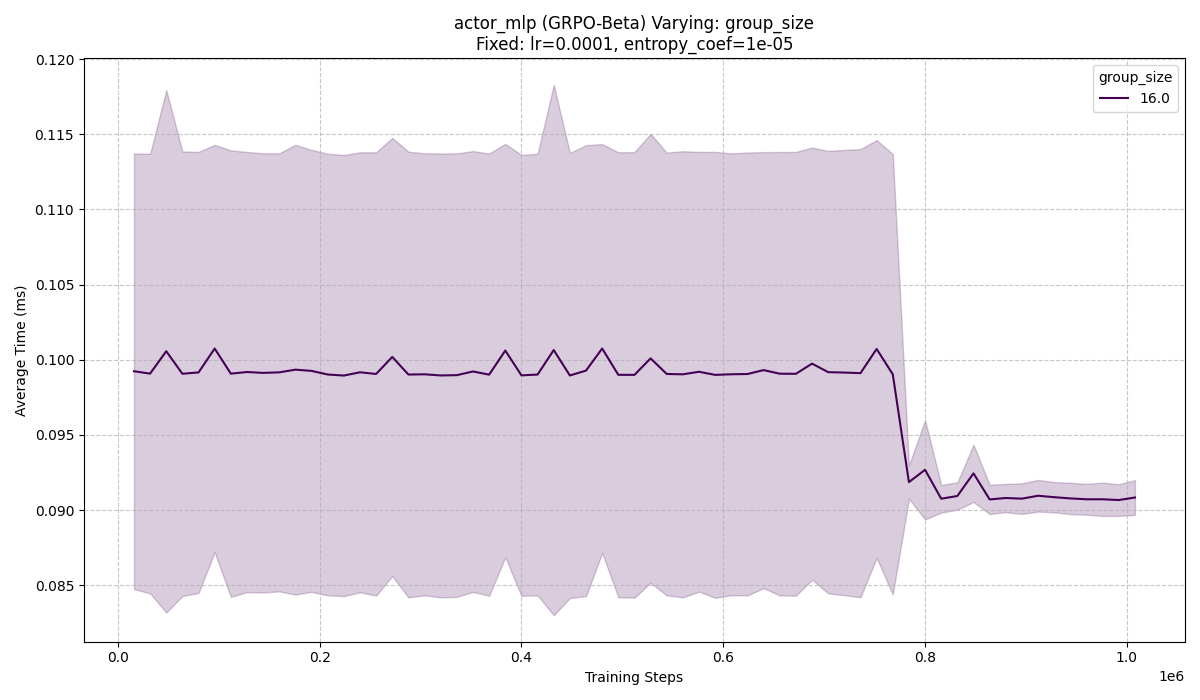 actor_mlp (GRPO-Beta) Varying: group_size
Fixed: lr=0.0001, entropy_coef=1e-05
group_size
16.0
Average Time (ms)
0.120
0.115
0.110
0.105
0.100
0.095
0.090
0.085
0.0 0.2 0.4 0.6 0.8 1.0
1e6
Training Steps